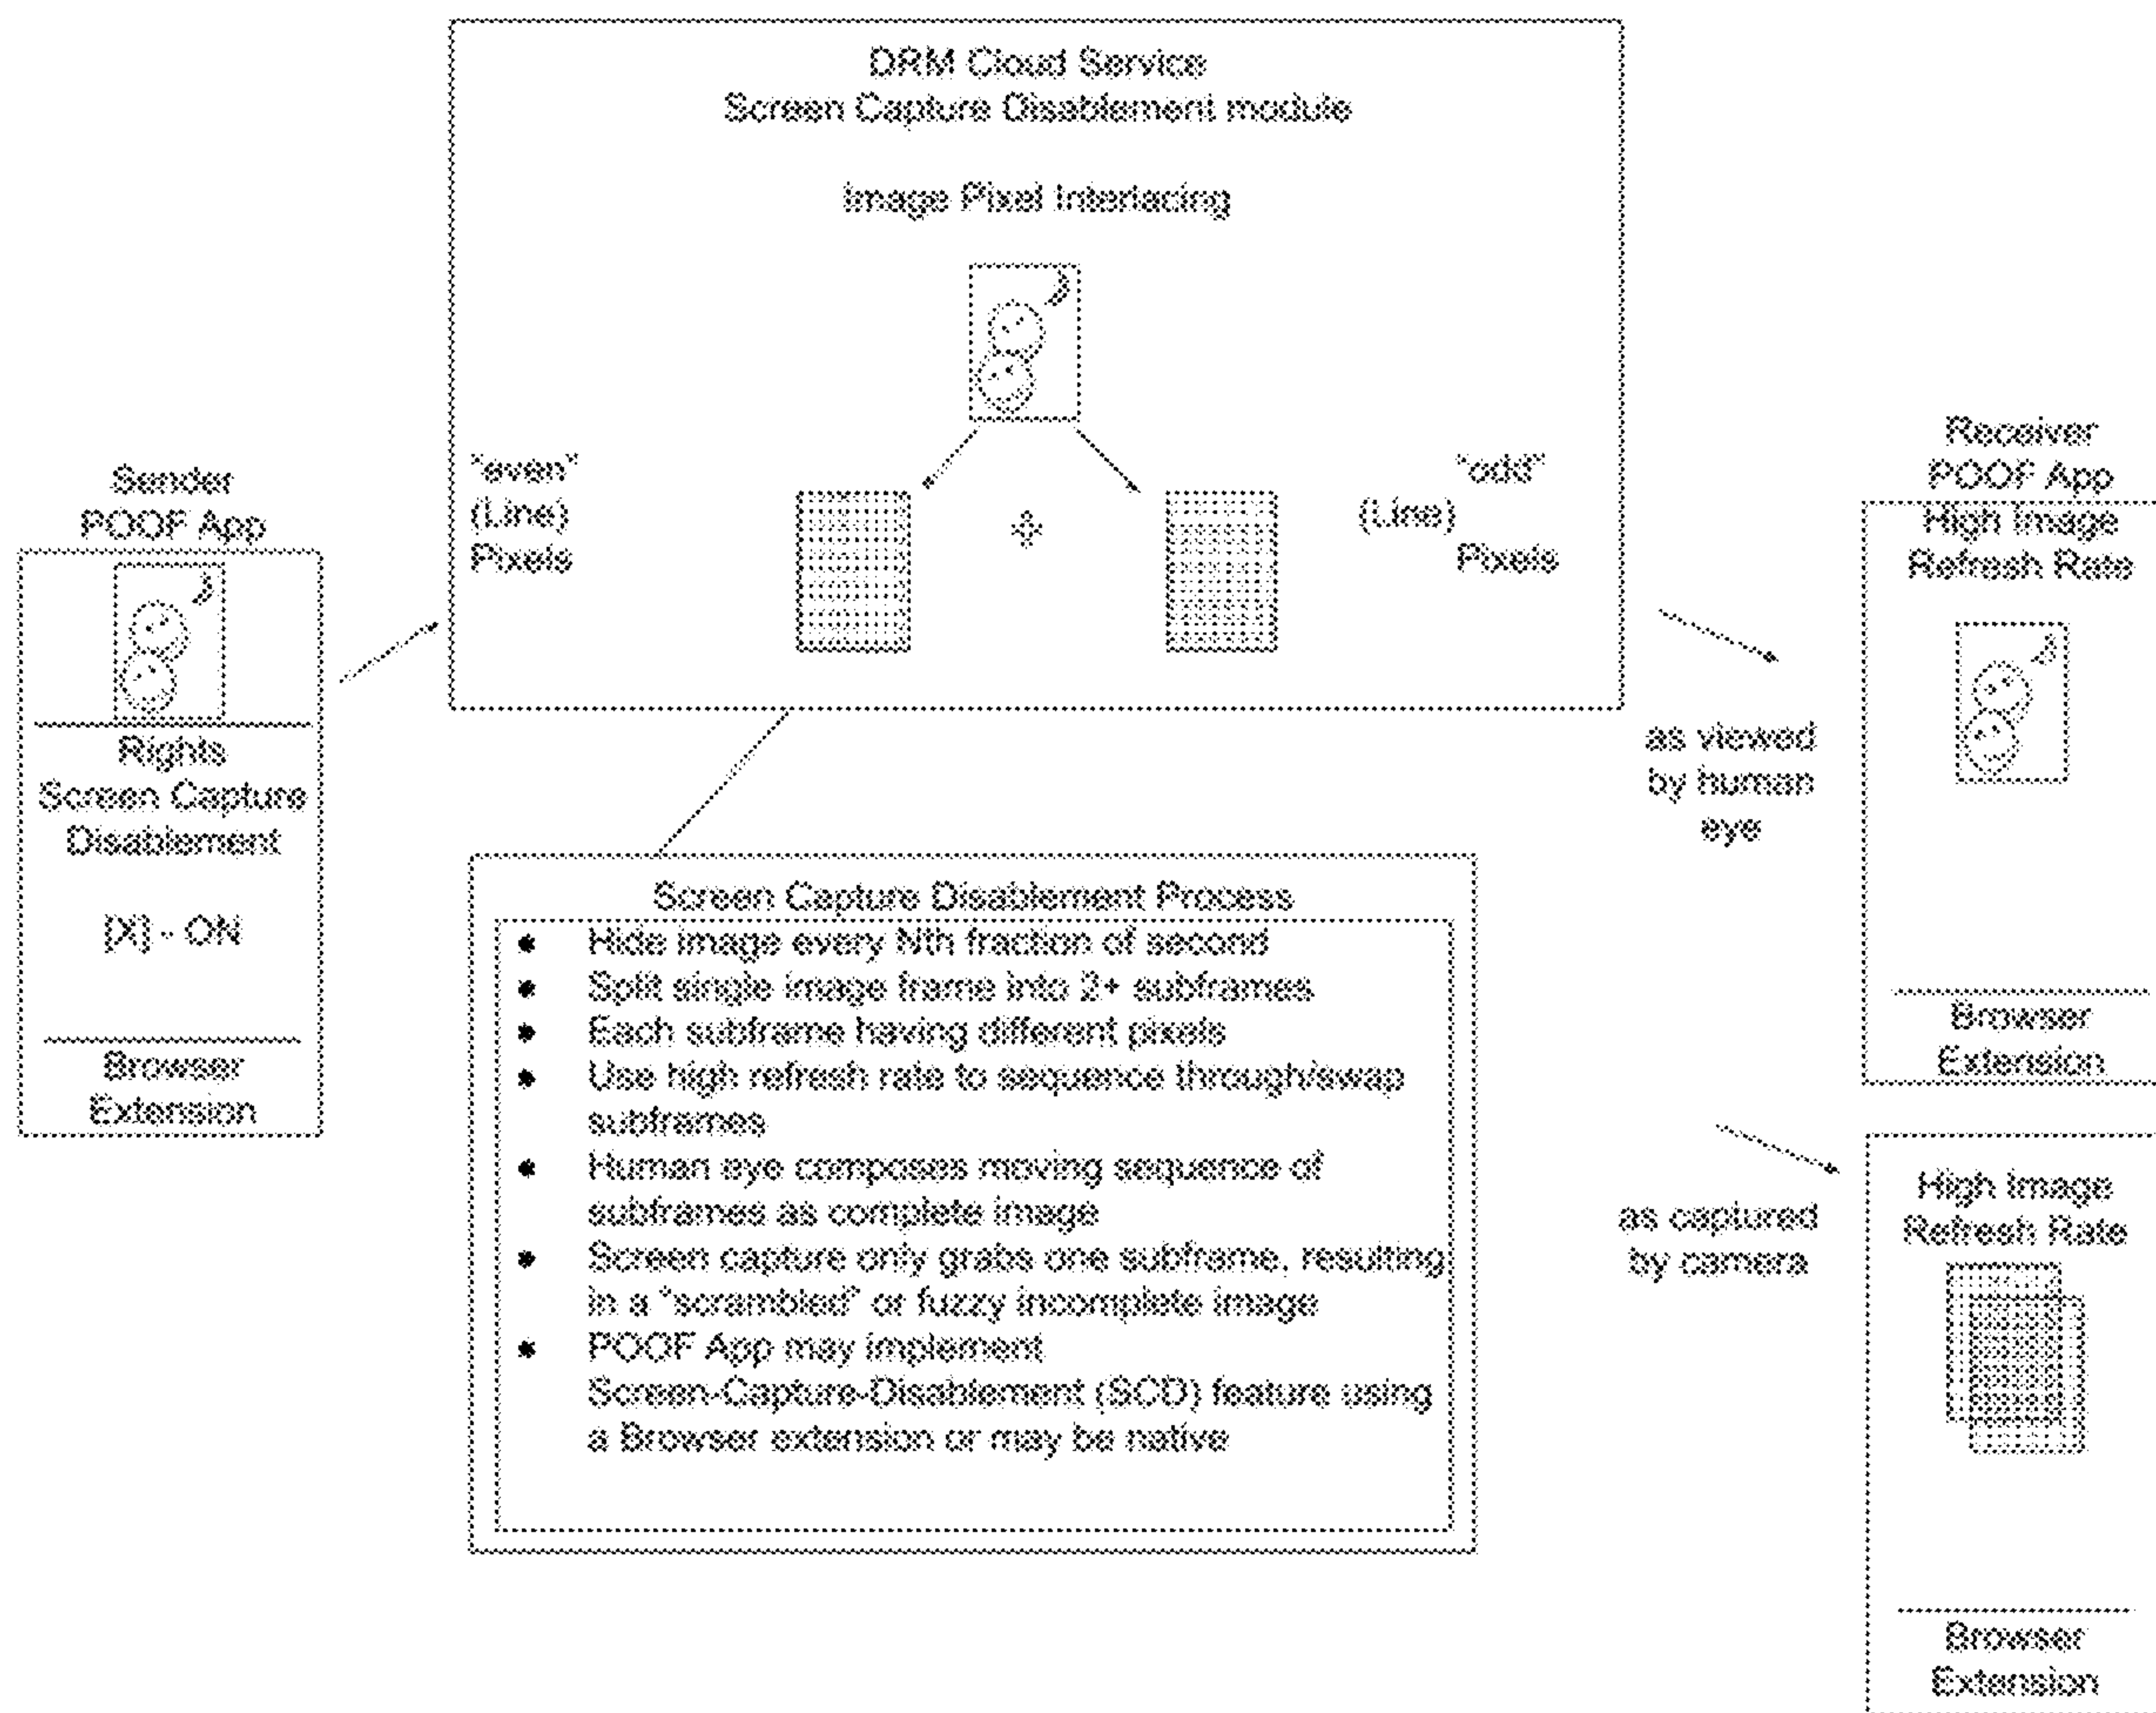 DRM Cloud Service
Screen Capture Disablement module
Image Pixel Interlacing
"even"
(Line)
Pixels
"odd"
(Line)
Pixels
Sender
POOF App
Rights
Screen Capture
Disablement
[X] - ON
Browser
Extension
Screen Capture Disablement Process
• Hide image every Nth fraction of second
• Split single image frame into 2+ subframes
• Each subframe having different pixels
• Use high refresh rate to sequence through/swap
subframes
• Human eye composes moving sequence of
subframes as complete image
• Screen capture only grabs one subframe, resulting
in a "scrambled" or fuzzy incomplete image
• POOF App may implement
Screen-Capture-Disablement (SCD) feature using
a Browser extension or may be native
as viewed
by human
eye
Receiver
POOF App
High Image
Refresh Rate
Browser
Extension
as captured
by camera
High Image
Refresh Rate
Browser
Extension